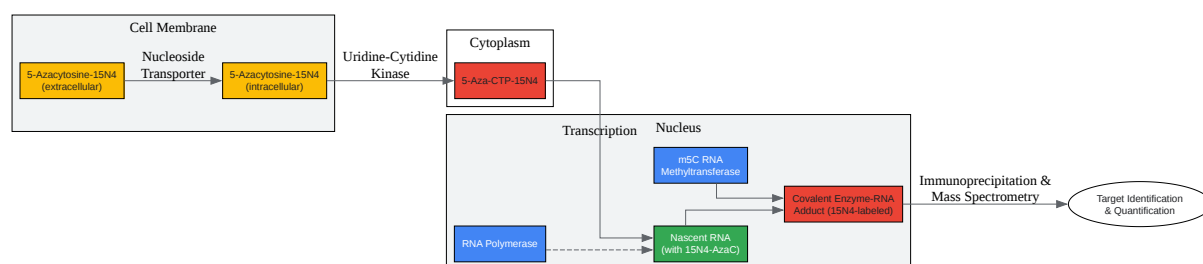 Cell Membrane
5-Azacytosine-15N4
(extracellular)
Nucleoside
Transporter
5-Azacytosine-15N4
(intracellular)
Uridine-Cytidine
Kinase
Cytoplasm
5-Aza-CTP-15N4
Transcription
Nucleus
m5C RNA
Methyltransferase
RNA Polymerase
Nascent RNA
(with 15N4-AzaC)
Covalent Enzyme-RNA
Adduct (15N4-labeled)
Immunoprecipitation &
Mass Spectrometry
Target Identification
& Quantification